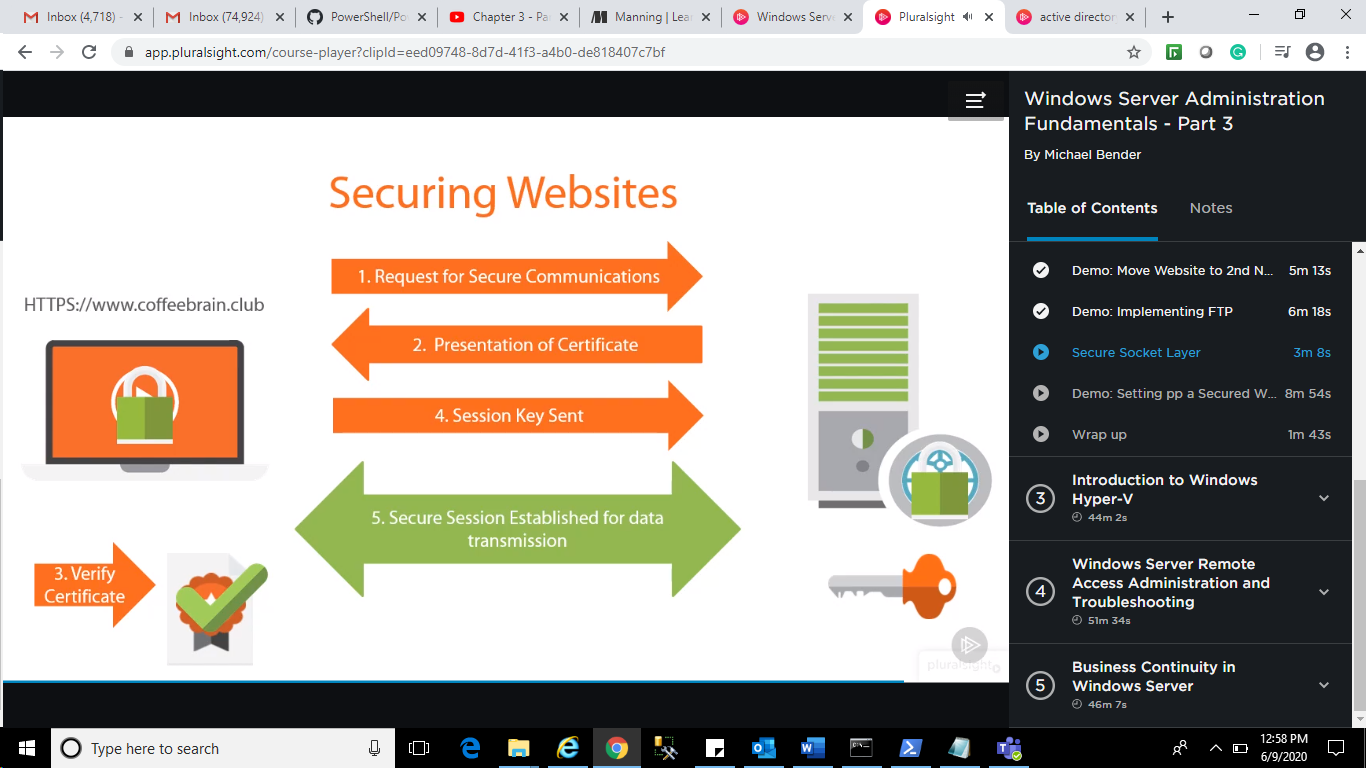 Inbox (4,718) -
Inbox (74,924)
PowerShell/Po
Chapter 3 - Pa
Manning | Lea
Windows Serve
Pluralsight
active director
app.pluralsight.com/course-player?clipId=eed09748-8d7d-41f3-a4b0-de818407c7bf
Securing Websites
HTTPS://www.coffeebrain.club
1. Request for Secure Communications
2. Presentation of Certificate
4. Session Key Sent
5. Secure Session Established for data
transmission
3. Verify
Certificate
pluralsight
Windows Server Administration
Fundamentals - Part 3
By Michael Bender
Table of Contents Notes
Demo: Move Website to 2nd N... 5m 13s
Demo: Implementing FTP 6m 18s
Secure Socket Layer 3m 8s
Demo: Setting pp a Secured W... 8m 54s
Wrap up 1m 43s
3 Introduction to Windows
Hyper-V
44m 2s
4 Windows Server Remote
Access Administration and
Troubleshooting
51m 34s
5 Business Continuity in
Windows Server
46m 7s
Type here to search
12:58 PM
6/9/2020